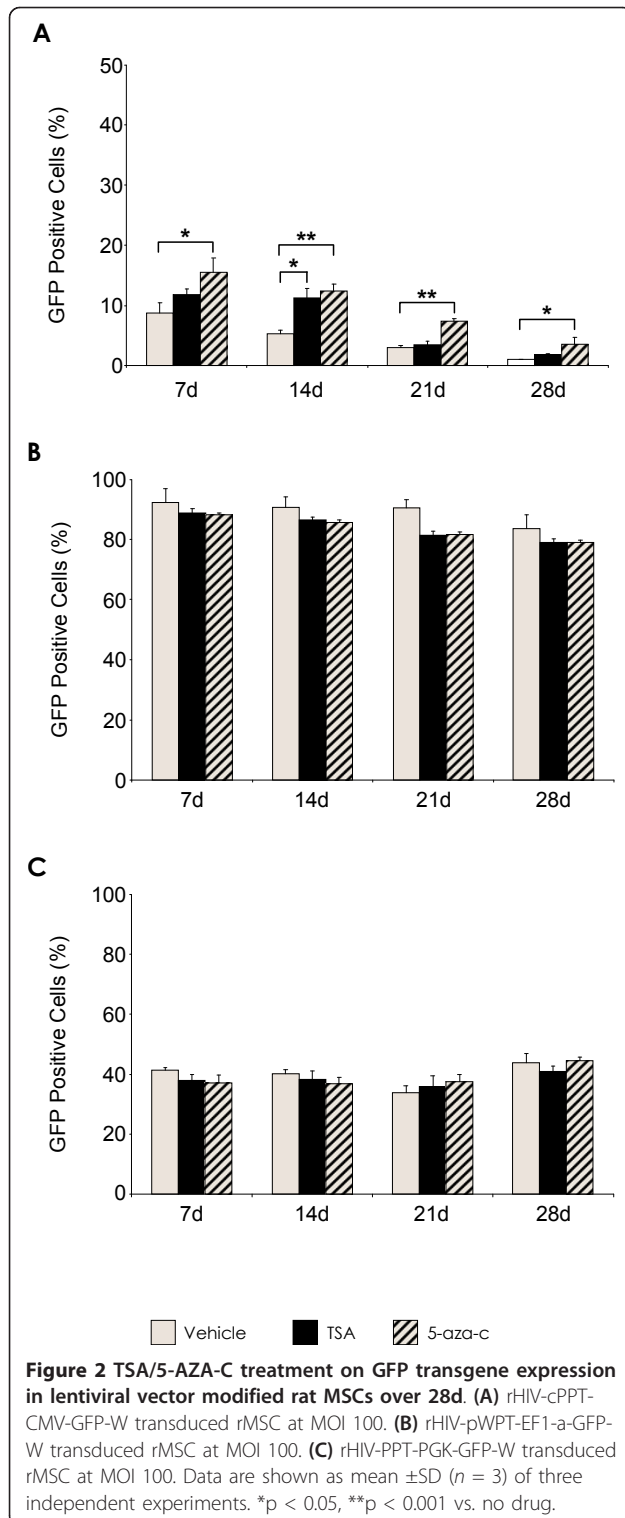 A
GFP Positive Cells (%)
50
40
30
20
10
0
*
**
*
**
*
7d 14d 21d 28d
B
GFP Positive Cells (%)
100
80
60
40
20
0
7d 14d 21d 28d
C
GFP Positive Cells (%)
100
80
60
40
20
0
7d 14d 21d 28d
Vehicle TSA 5-aza-c
Figure 2 TSA/5-AZA-C treatment on GFP transgene expression
in lentiviral vector modified rat MSCs over 28d. (A) rHIV-cPPT-
CMV-GFP-W transduced rMSC at MOI 100. (B) rHIV-pWPT-EF1-a-GFP-
W transduced rMSC at MOI 100. (C) rHIV-PPT-PGK-GFP-W transduced
rMSC at MOI 100. Data are shown as mean ±SD (n = 3) of three
independent experiments. *p < 0.05, **p < 0.001 vs. no drug.